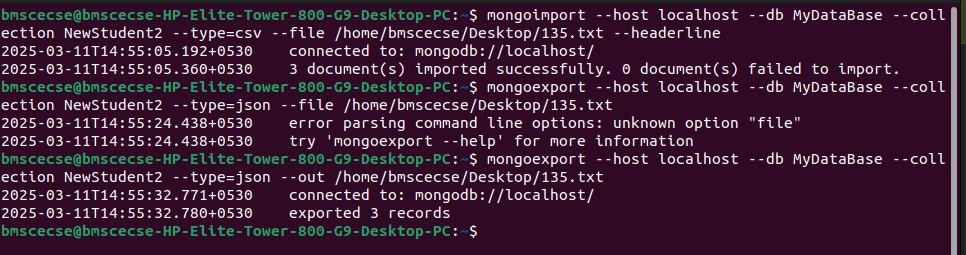 bmscecse@bmscecse-HP-Elite-Tower-800-G9-Desktop-PC:~$ mongoimport --host localhost --db MyDataBase --coll
ection NewStudent2 --type=csv --file /home/bmscecse/Desktop/135.txt --headerline
2025-03-11T14:55:05.192+0530    connected to: mongodb://localhost/
2025-03-11T14:55:05.360+0530    3 document(s) imported successfully. 0 document(s) failed to import.
bmscecse@bmscecse-HP-Elite-Tower-800-G9-Desktop-PC:~$ mongoexport --host localhost --db MyDataBase --coll
ection NewStudent2 --type=json --file /home/bmscecse/Desktop/135.txt
2025-03-11T14:55:24.438+0530    error parsing command line options: unknown option "file"
2025-03-11T14:55:24.438+0530    try 'mongoexport --help' for more information
bmscecse@bmscecse-HP-Elite-Tower-800-G9-Desktop-PC:~$ mongoexport --host localhost --db MyDataBase --coll
ection NewStudent2 --type=json --out /home/bmscecse/Desktop/135.txt
2025-03-11T14:55:32.771+0530    connected to: mongodb://localhost/
2025-03-11T14:55:32.780+0530    exported 3 records
bmscecse@bmscecse-HP-Elite-Tower-800-G9-Desktop-PC:~$